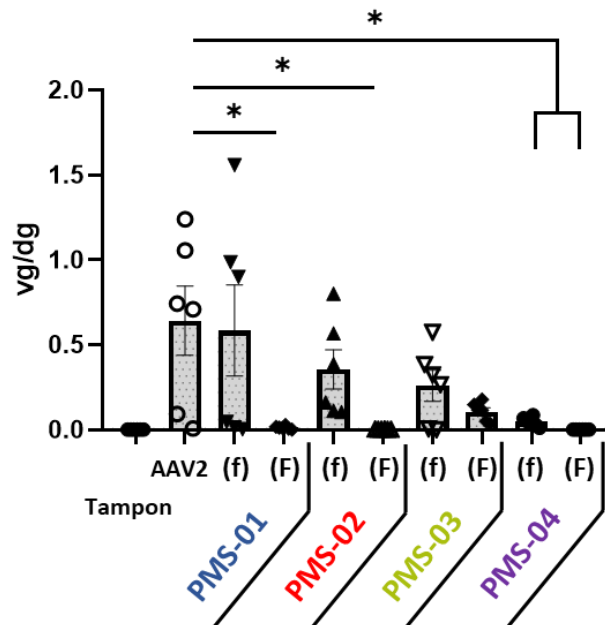 *
*
*
2.0
1.5
1.0
0.5
0.0
vg/dg
AAV2 (f) (F) (f) (F) (f) (F) (f) (F)
Tampon
PMS-01 PMS-02 PMS-03 PMS-04